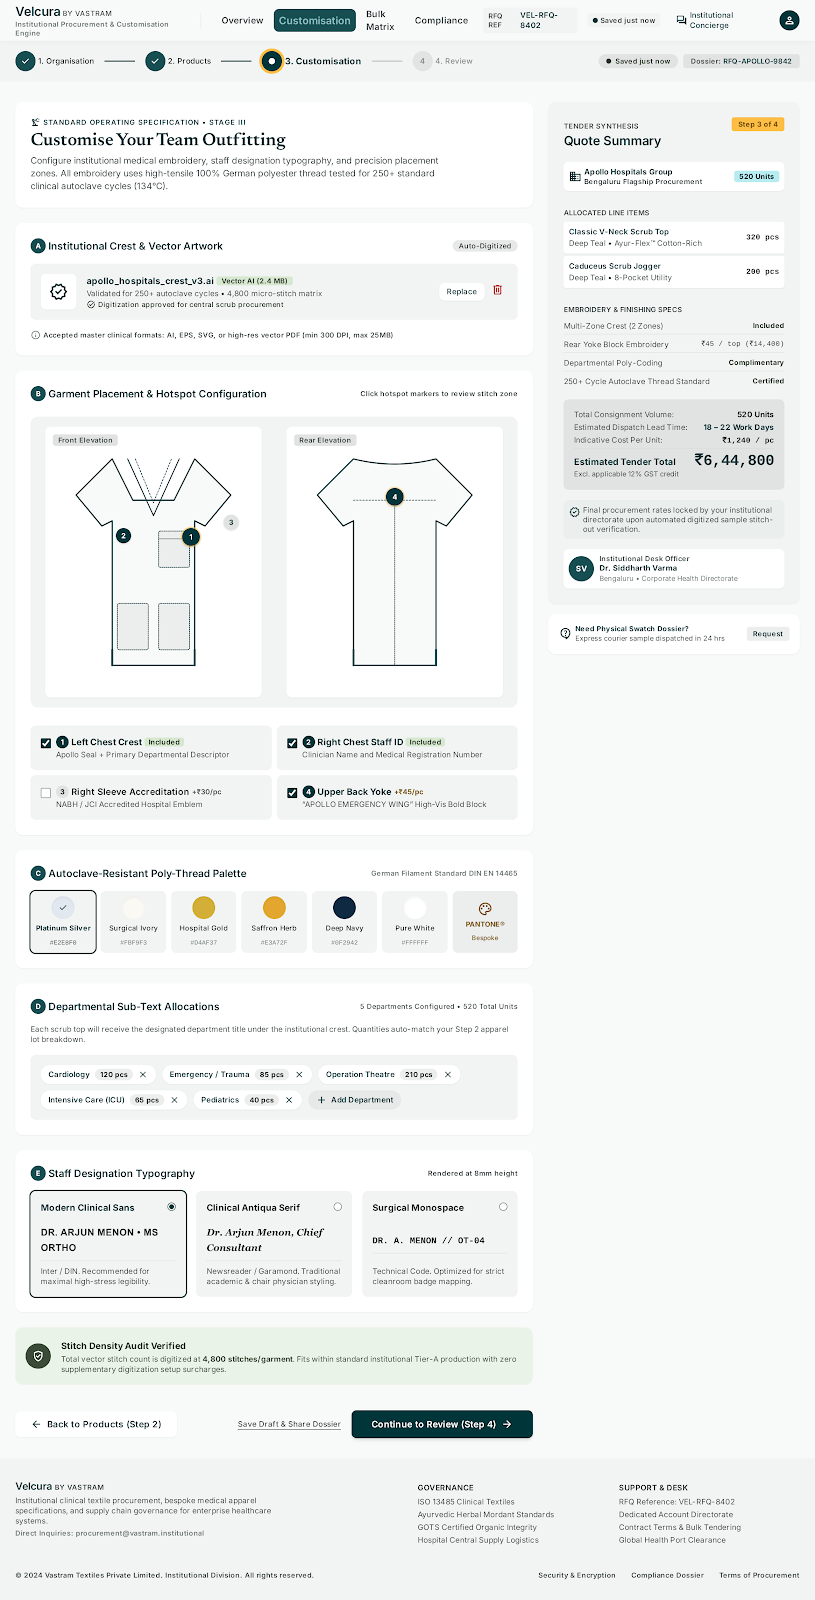 Velcura BY VASTRAM
Institutional Procurement & Customisation
Engine
Overview
Customisation
Bulk
Matrix
Compliance
RFQ
REF
VEL-RFQ-
8402
Saved just now
Institutional
Concierge
1. Organisation
2. Products
3. Customisation
4
4. Review
Saved just now
Dossier: RFQ-APOLLO-9842
STANDARD OPERATING SPECIFICATION • STAGE III
Customise Your Team Outfitting
Configure institutional medical embroidery, staff designation typography, and precision placement
zones. All embroidery uses high-tensile 100% German polyester thread tested for 250+ standard
clinical autoclave cycles (134°C).
A Institutional Crest & Vector Artwork
Auto-Digitized
apollo_hospitals_crest_v3.ai Vector AI (2.4 MB)
Validated for 250+ autoclave cycles • 4,800 micro-stitch matrix
Digitization approved for central scrub procurement
Replace
Accepted master clinical formats: AI, EPS, SVG, or high-res vector PDF (min 300 DPI, max 25MB)
B Garment Placement & Hotspot Configuration
Click hotspot markers to review stitch zone
Front Elevation
2
1
3
Rear Elevation
4
1 Left Chest Crest Included
Apollo Seal + Primary Departmental Descriptor
2 Right Chest Staff ID Included
Clinician Name and Medical Registration Number
3 Right Sleeve Accreditation +₹30/pc
NABH / JCI Accredited Hospital Emblem
4 Upper Back Yoke +₹45/pc
"APOLLO EMERGENCY WING" High-Vis Bold Block
C Autoclave-Resistant Poly-Thread Palette
German Filament Standard DIN EN 14465
Platinum Silver
#E2E8F0
Surgical Ivory
#FBF9F3
Hospital Gold
#D4AF37
Saffron Herb
#E3A72F
Deep Navy
#0F2942
Pure White
#FFFFFF
PANTONE®
Bespoke
D Departmental Sub-Text Allocations
5 Departments Configured • 520 Total Units
Each scrub top will receive the designated department title under the institutional crest. Quantities auto-match your Step 2 apparel
lot breakdown.
Cardiology 120 pcs
Emergency / Trauma 85 pcs
Operation Theatre 210 pcs
Intensive Care (ICU) 65 pcs
Pediatrics 40 pcs
Add Department
E Staff Designation Typography
Rendered at 8mm height
Modern Clinical Sans
DR. ARJUN MENON • MS
ORTHO
Inter / DIN. Recommended for
maximal high-stress legibility.
Clinical Antiqua Serif
Dr. Arjun Menon, Chief
Consultant
Newsreader / Garamond. Traditional
academic & chair physician styling.
Surgical Monospace
DR. A. MENON // OT-04
Technical Code. Optimized for strict
cleanroom badge mapping.
Stitch Density Audit Verified
Total vector stitch count is digitized at 4,800 stitches/garment. Fits within standard institutional Tier-A production with zero
supplementary digitization setup surcharges.
Back to Products (Step 2)
Save Draft & Share Dossier
Continue to Review (Step 4)
TENDER SYNTHESIS
Quote Summary
Step 3 of 4
Apollo Hospitals Group
Bengaluru Flagship Procurement
520 Units
ALLOCATED LINE ITEMS
Classic V-Neck Scrub Top
Deep Teal • Ayur-Flex™ Cotton-Rich
320 pcs
Caduceus Scrub Jogger
Deep Teal • 8-Pocket Utility
200 pcs
EMBROIDERY & FINISHING SPECS
Multi-Zone Crest (2 Zones) Included
Rear Yoke Block Embroidery ₹45 / top (₹14,400)
Departmental Poly-Coding Complimentary
250+ Cycle Autoclave Thread Standard Certified
Total Consignment Volume: 520 Units
Estimated Dispatch Lead Time: 18 – 22 Work Days
Indicative Cost Per Unit: ₹1,240 / pc
Estimated Tender Total ₹6,44,800
Excl. applicable 12% GST credit
Final procurement rates locked by your institutional
directorate upon automated digitized sample stitch-
out verification.
SV
Institutional Desk Officer
Dr. Siddharth Varma
Bengaluru • Corporate Health Directorate
Need Physical Swatch Dossier?
Express courier sample dispatched in 24 hrs
Request
Velcura BY VASTRAM
Institutional clinical textile procurement, bespoke medical apparel
specifications, and supply chain governance for enterprise healthcare
systems.
Direct Inquiries: procurement@vastram.institutional
GOVERNANCE
ISO 13485 Clinical Textiles
Ayurvedic Herbal Mordant Standards
GOTS Certified Organic Integrity
Hospital Central Supply Logistics
SUPPORT & DESK
RFQ Reference: VEL-RFQ-8402
Dedicated Account Directorate
Contract Terms & Bulk Tendering
Global Health Port Clearance
© 2024 Vastram Textiles Private Limited. Institutional Division. All rights reserved.
Security & Encryption
Compliance Dossier
Terms of Procurement